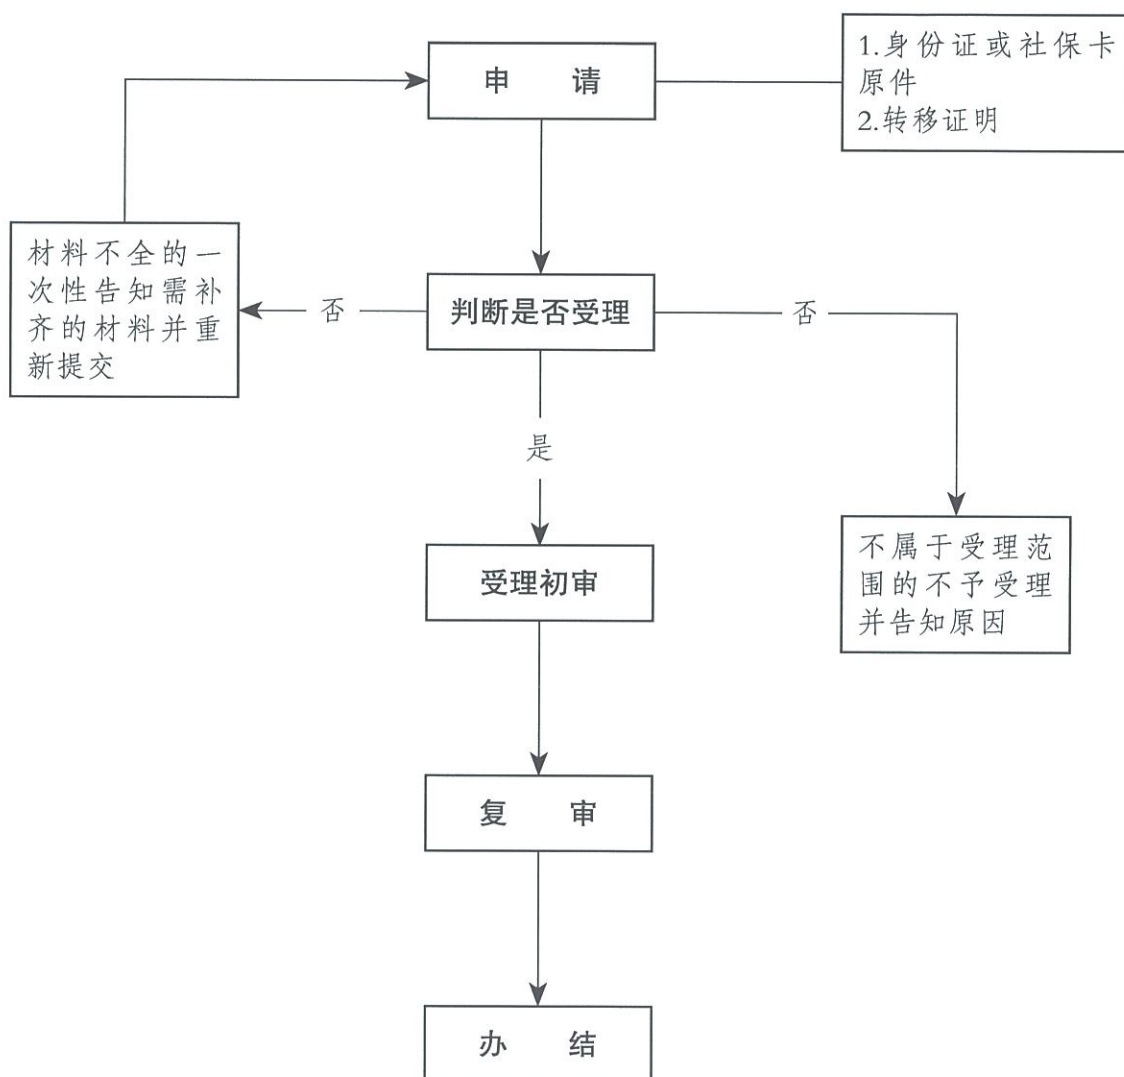 申 请
1.身份证或社保卡
原件
2.转移证明
材料不全的一
次性告知需补
齐的材料并重
新提交
否
判断是否受理
否
是
受理初审
不属于受理范
围的不予受理
并告知原因
复 审
办 结